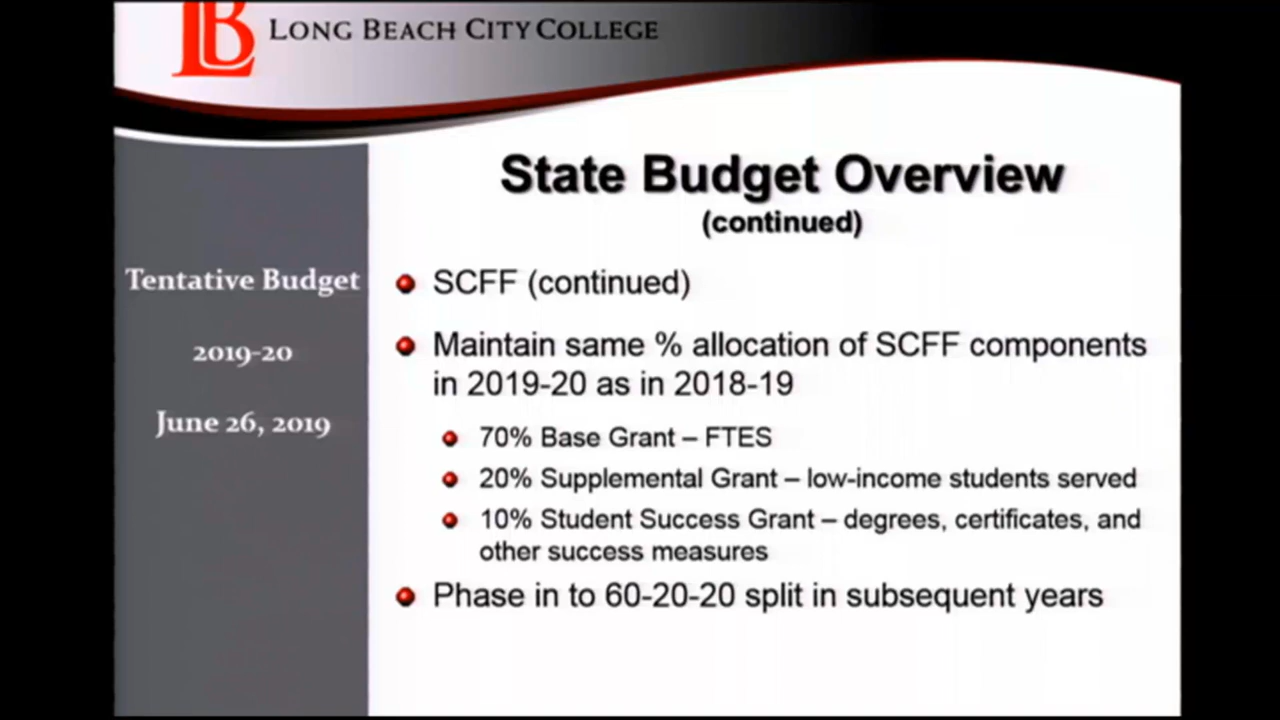 LB LONG BEACH CITY COLLEGE
State Budget Overview
(continued)
Tentative Budget
2019-20
June 26, 2019
SCFF (continued)
Maintain same % allocation of SCFF components
in 2019-20 as in 2018-19
70% Base Grant – FTES
20% Supplemental Grant – low-income students served
10% Student Success Grant – degrees, certificates, and
other success measures
Phase in to 60-20-20 split in subsequent years